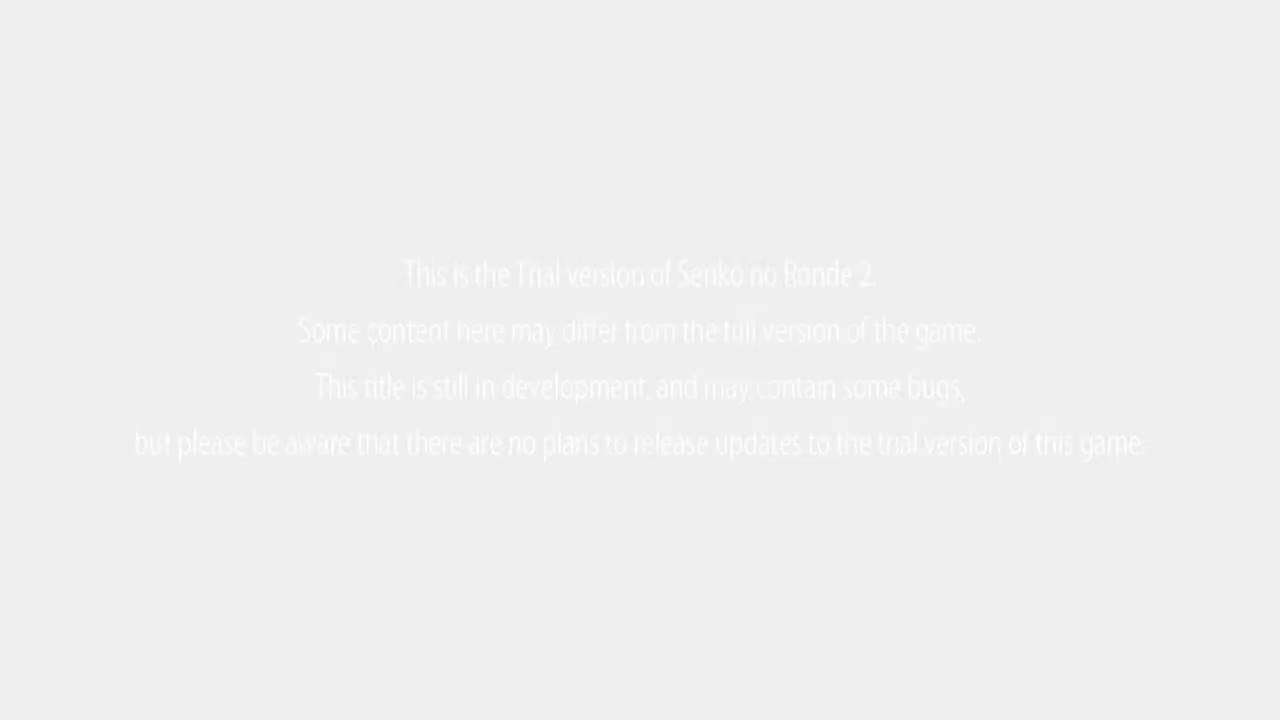 This is the Trial version of Senko no Ronde 2.
Some content here may differ from the full version of the game.
This title is still in development, and may contain some bugs,
but please be aware that there are no plans to release updates to the trial version of this game.